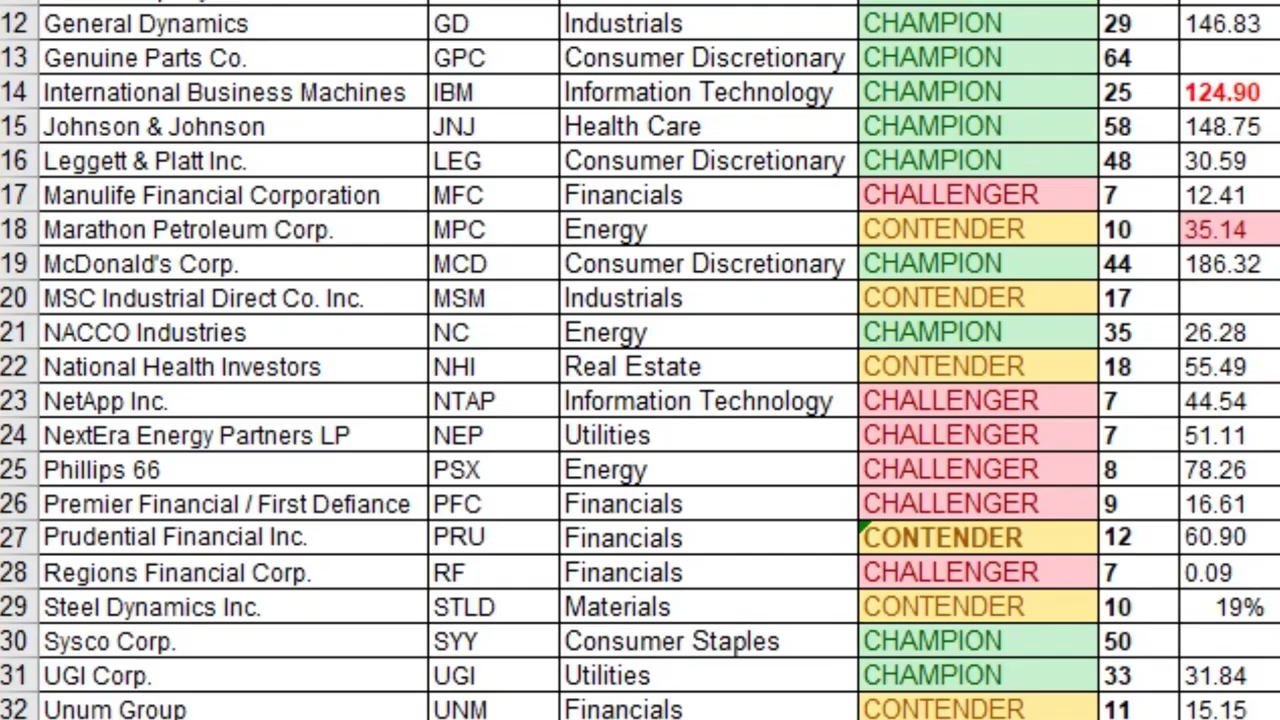 12 General Dynamics GD Industrials CHAMPION 29 146.83
13 Genuine Parts Co. GPC Consumer Discretionary CHAMPION 64
14 International Business Machines IBM Information Technology CHAMPION 25 124.90
15 Johnson & Johnson JNJ Health Care CHAMPION 58 148.75
16 Leggett & Platt Inc. LEG Consumer Discretionary CHAMPION 48 30.59
17 Manulife Financial Corporation MFC Financials CHALLENGER 7 12.41
18 Marathon Petroleum Corp. MPC Energy CONTENDER 10 35.14
19 McDonald's Corp. MCD Consumer Discretionary CHAMPION 44 186.32
20 MSC Industrial Direct Co. Inc. MSM Industrials CONTENDER 17
21 NACCO Industries NC Energy CHAMPION 35 26.28
22 National Health Investors NHI Real Estate CONTENDER 18 55.49
23 NetApp Inc. NTAP Information Technology CHALLENGER 7 44.54
24 NextEra Energy Partners LP NEP Utilities CHALLENGER 7 51.11
25 Phillips 66 PSX Energy CHALLENGER 8 78.26
26 Premier Financial / First Defiance PFC Financials CHALLENGER 9 16.61
27 Prudential Financial Inc. PRU Financials CONTENDER 12 60.90
28 Regions Financial Corp. RF Financials CHALLENGER 7 0.09
29 Steel Dynamics Inc. STLD Materials CONTENDER 10 19%
30 Sysco Corp. SYY Consumer Staples CHAMPION 50
31 UGI Corp. UGI Utilities CHAMPION 33 31.84
32 Unum Group UNM Financials CONTENDER 11 15.15